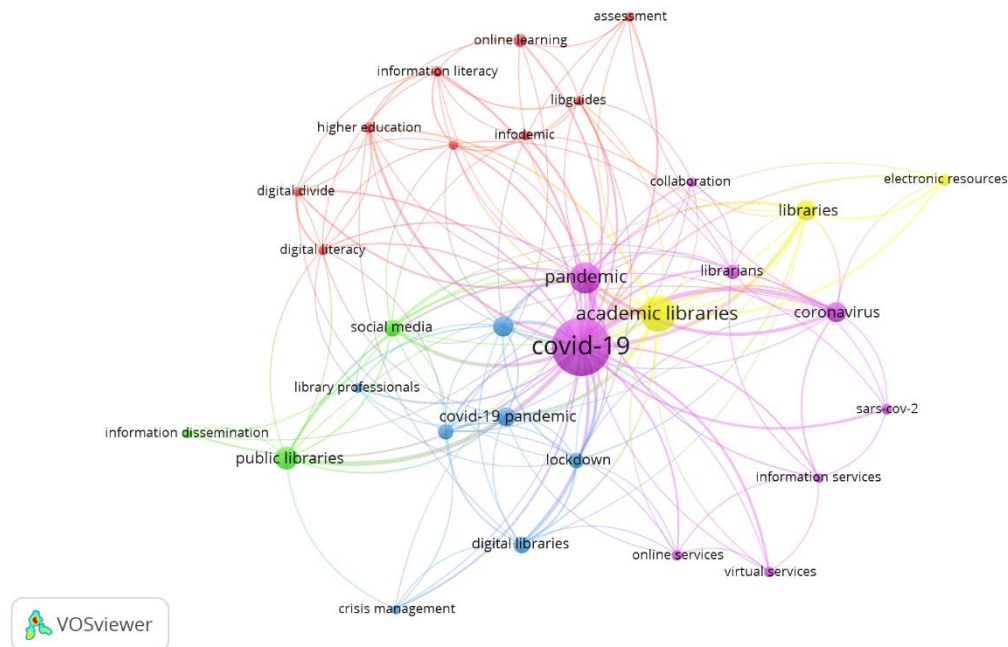 assessment
online learning
information literacy
libguides
higher education
infodemic
collaboration
electronic resources
digital divide
libraries
digital literacy
librarians
pandemic
academic libraries
coronavirus
social media
covid-19
library professionals
sars-cov-2
covid-19 pandemic
information dissemination
public libraries
lockdown
information services
digital libraries
online services
virtual services
crisis management
VOSviewer